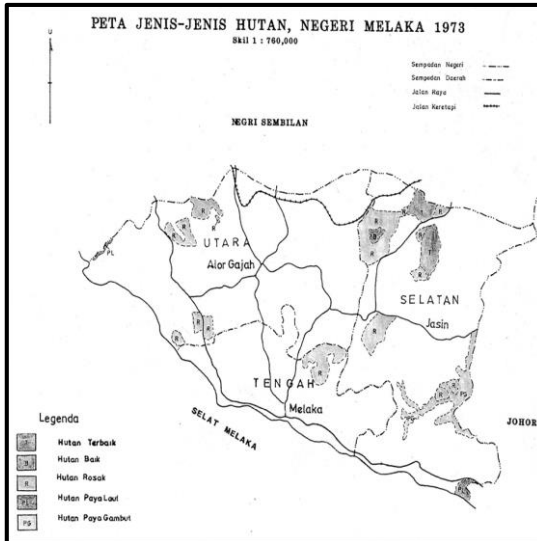 PETA JENIS-JENIS HUTAN, NEGERI MELAKA 1973
Skil 1 : 760,000
U
Sempadan Negeri
Sempadan Daerah
Jalan Raya
Jalan Keretapi
NEGRI SEMBILAN
UTARA
Alor Gajah
SELATAN
Jasin
TENGAH
Melaka
SELAT MELAKA
JOHOR
Legenda
Hutan Terbaik
B Hutan Baik
R Hutan Rosak
PL Hutan Paya Laut
PG Hutan Paya Gambut